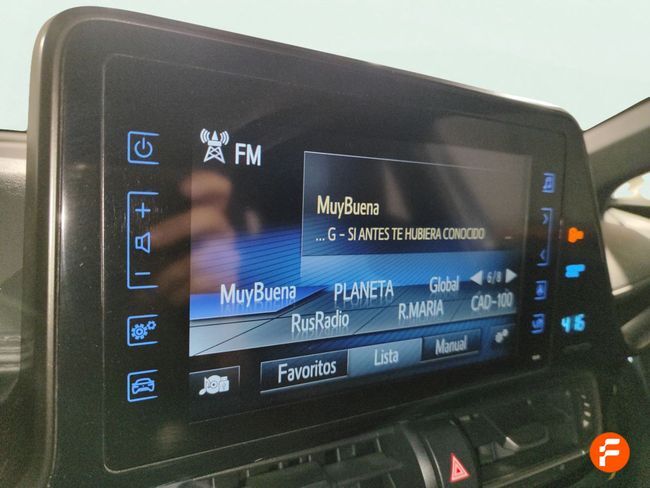 FM
MuyBuena
... G - SI ANTES TE HUBIERA CONOCIDO
MuyBuena PLANETA Global 6/8
RusRadio R.MARIA CAD-100
Favoritos Lista Manual